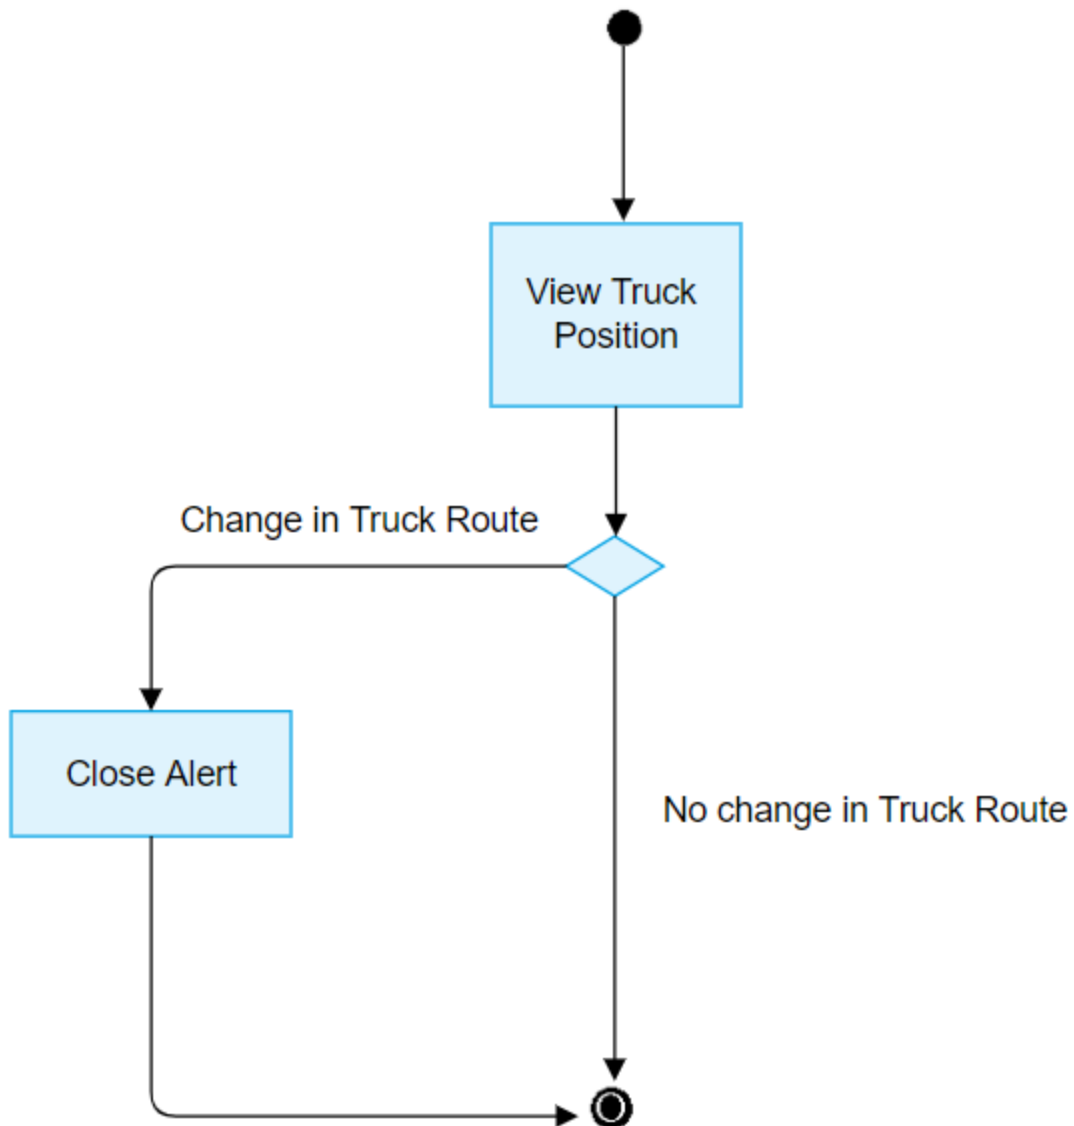 View Truck
Position
Change in Truck Route
Close Alert
No change in Truck Route